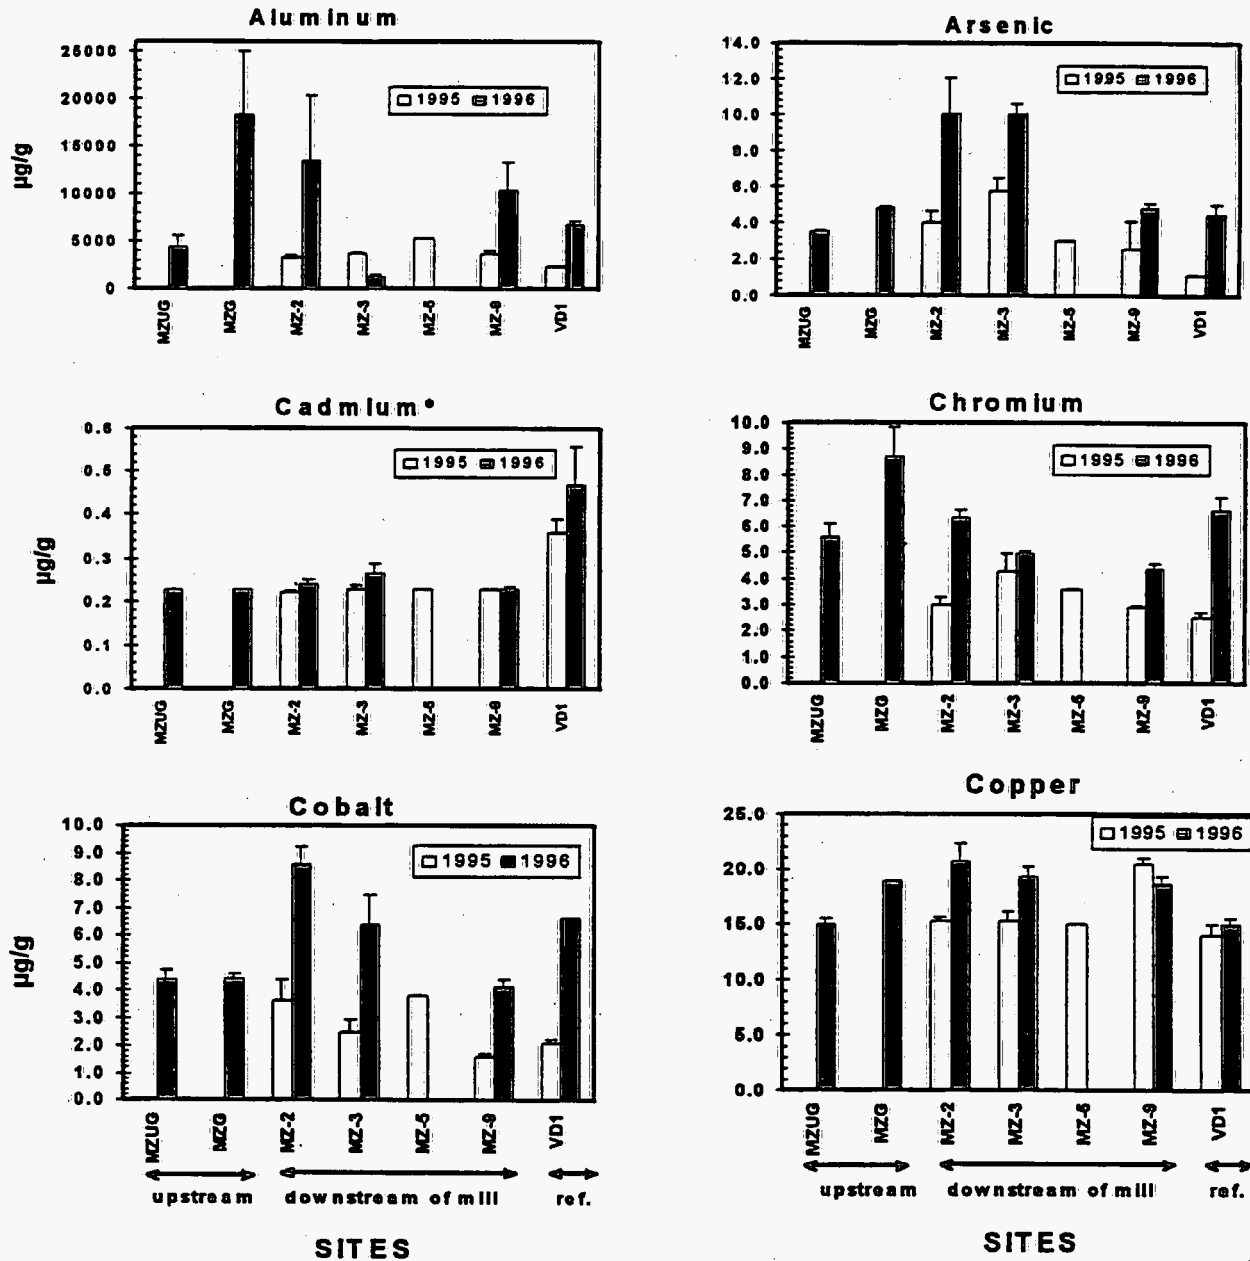 Aluminum
25000
20000
15000
10000
5000
0
µg/g
1995 1996
MZUG MZG MZ-2 MZ-3 MZ-5 MZ-9 VD1
Arsenic
14.0
12.0
10.0
8.0
6.0
4.0
2.0
0.0
1995 1996
MZUG MZG MZ-2 MZ-3 MZ-5 MZ-9 VD1
Cadmium*
0.6
0.5
0.4
0.3
0.2
0.1
0.0
µg/g
1995 1996
MZUG MZG MZ-2 MZ-3 MZ-5 MZ-9 VD1
Chromium
10.0
9.0
8.0
7.0
6.0
5.0
4.0
3.0
2.0
1.0
0.0
1995 1996
MZUG MZG MZ-2 MZ-3 MZ-5 MZ-9 VD1
Cobalt
10.0
9.0
8.0
7.0
6.0
5.0
4.0
3.0
2.0
1.0
0.0
µg/g
1995 1996
MZUG MZG MZ-2 MZ-3 MZ-5 MZ-9 VD1
upstream downstream of mill ref.
SITES
Copper
25.0
20.0
15.0
10.0
5.0
0.0
1995 1996
MZUG MZG MZ-2 MZ-3 MZ-5 MZ-9 VD1
upstream downstream of mill ref.
SITES